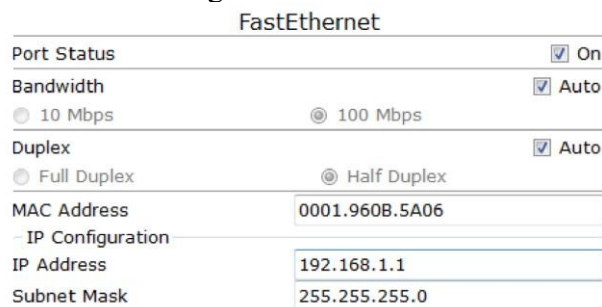 FastEthernet
Port Status On
Bandwidth Auto
10 Mbps 100 Mbps
Duplex Auto
Full Duplex Half Duplex
MAC Address 0001.960B.5A06
IP Configuration
IP Address 192.168.1.1
Subnet Mask 255.255.255.0